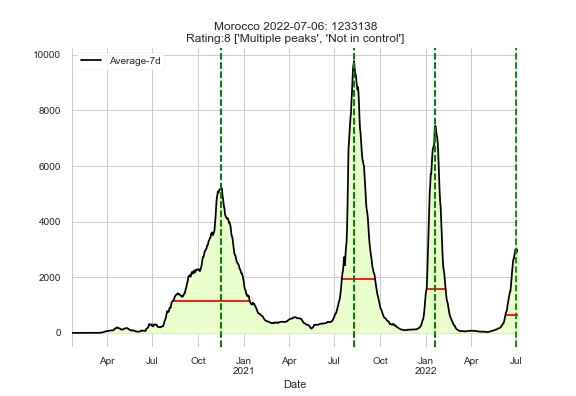 Morocco 2022-07-06: 1233138
Rating:8 ['Multiple peaks', 'Not in control']
Average-7d
10000
8000
6000
4000
2000
0
Apr Jul Oct Jan Apr Jul Oct Jan Apr Jul
2021 2022
Date